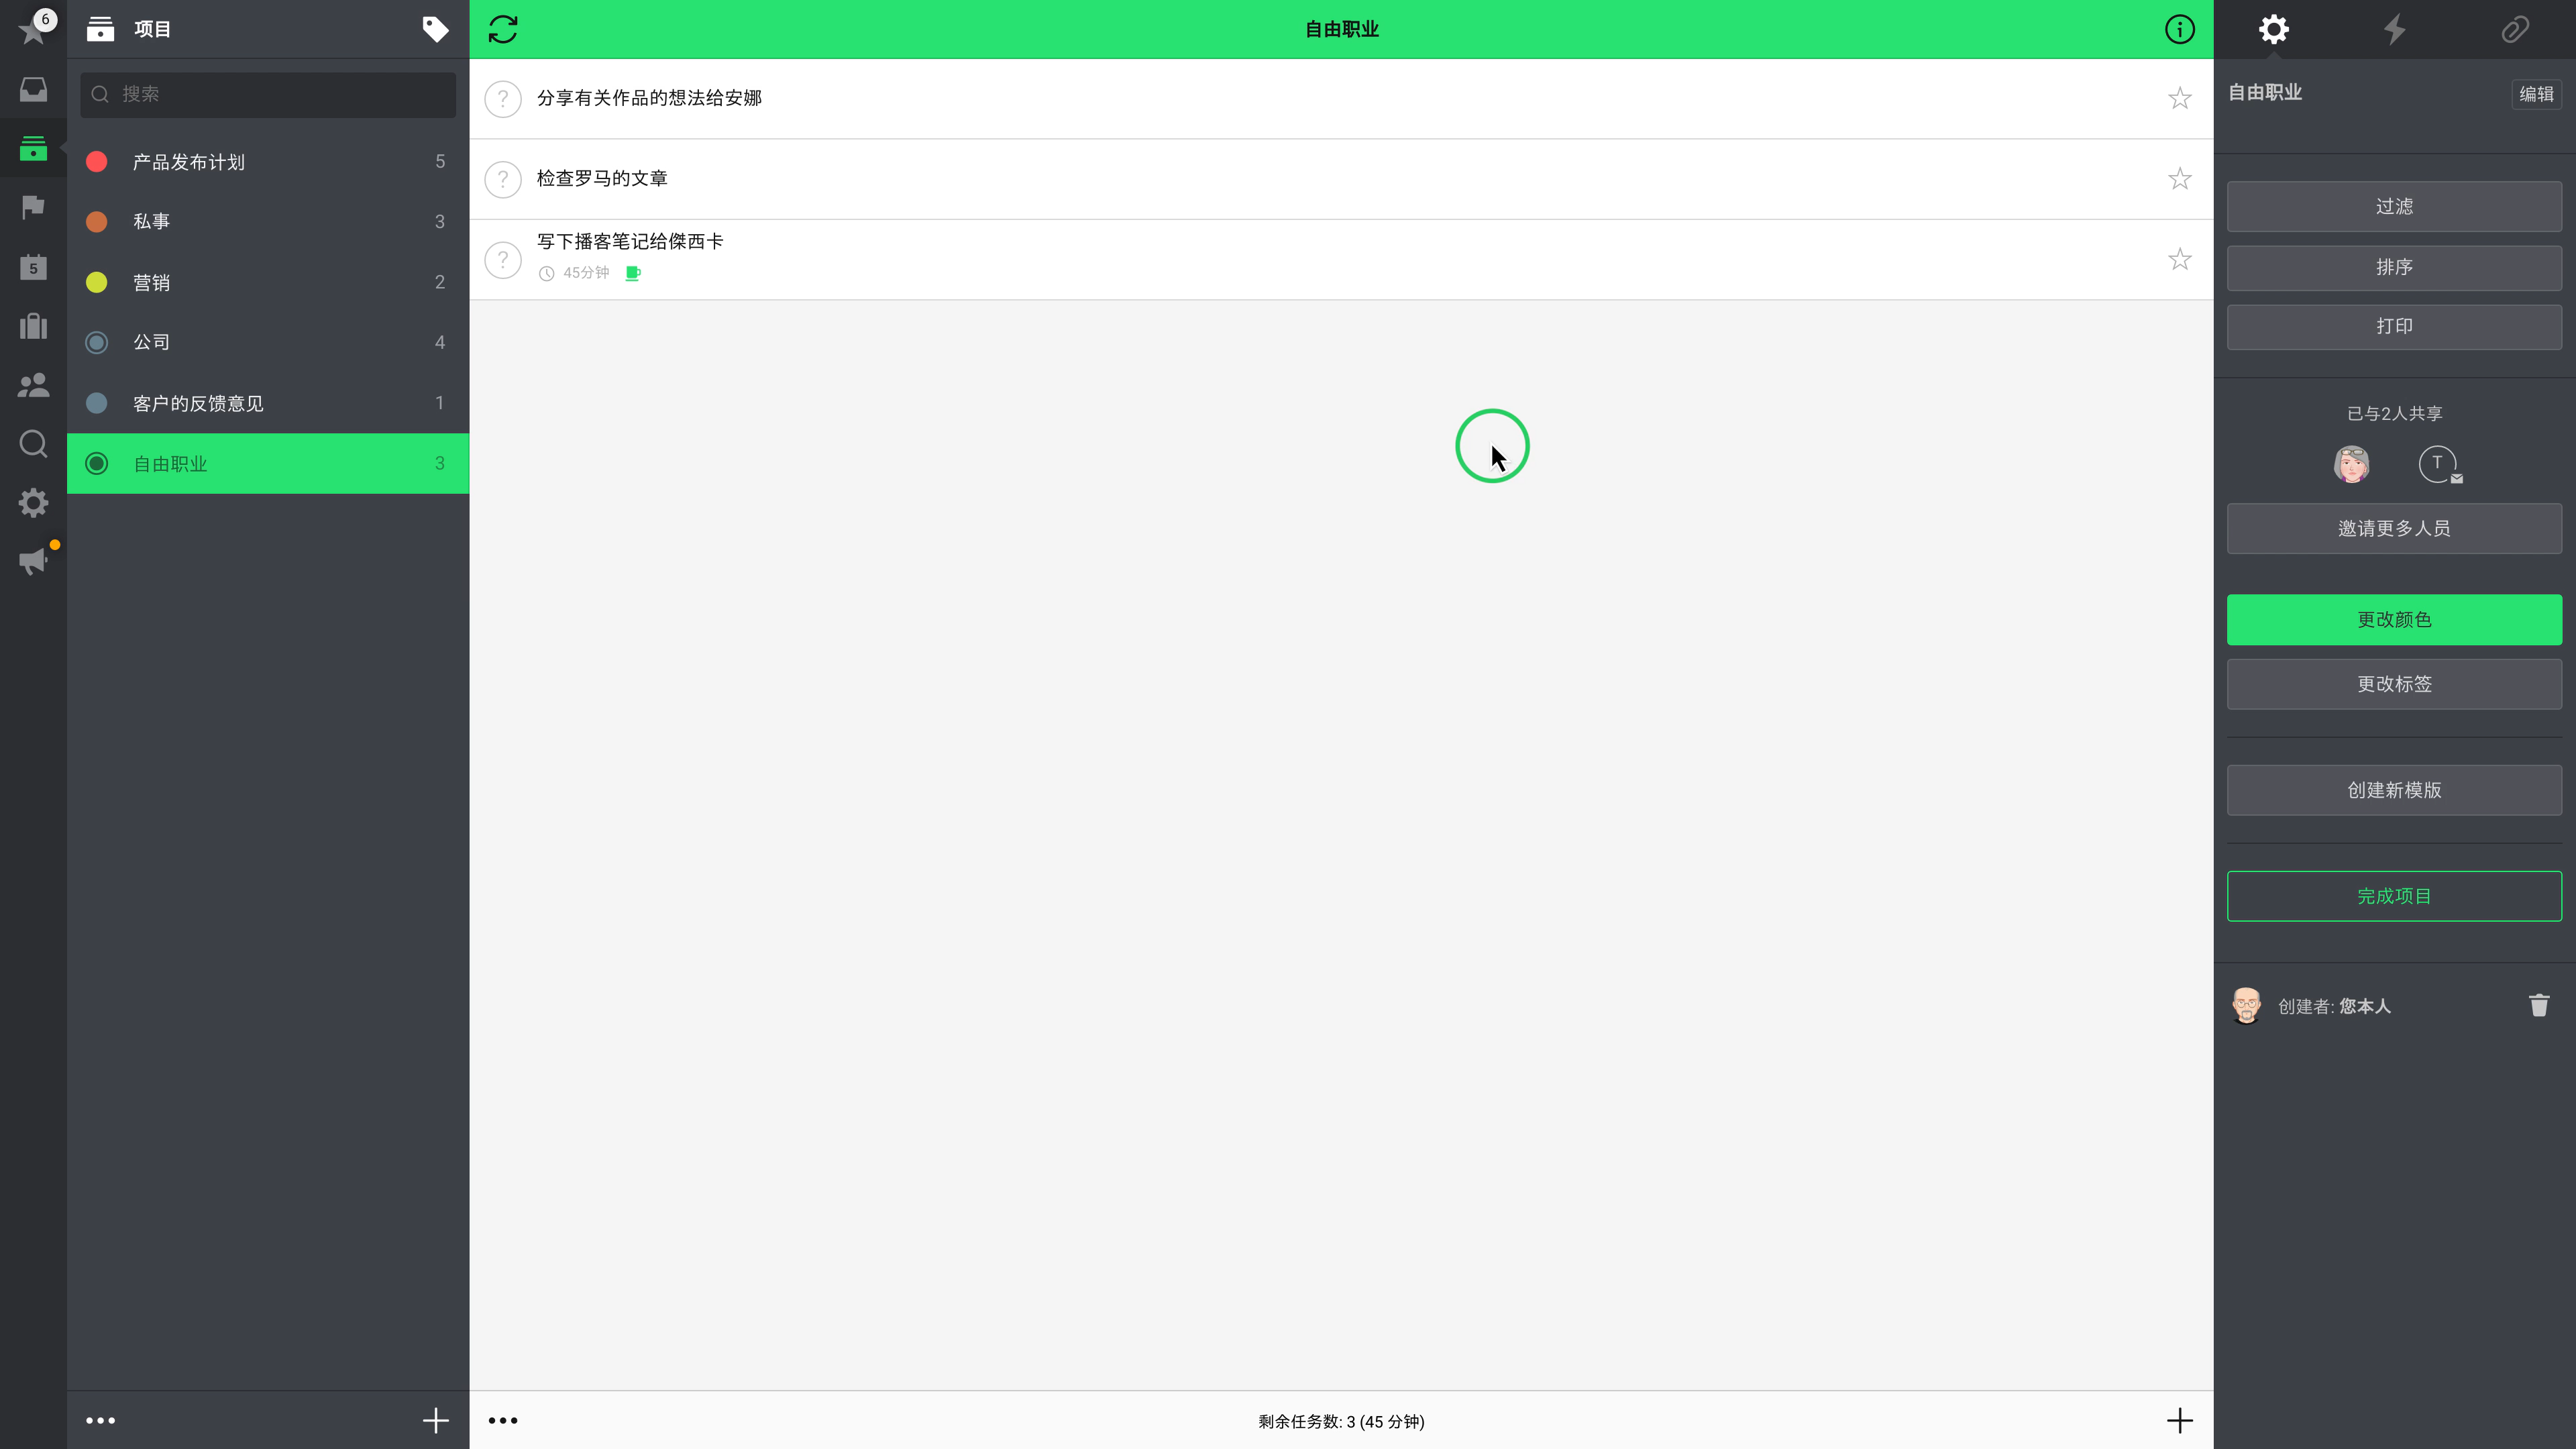 6
项目
搜索
产品发布计划 5
私事 3
5
营销 2
公司 4
客户的反馈意见 1
自由职业 3
自由职业
分享有关作品的想法给安娜
检查罗马的文章
写下播客笔记给傑西卡
45分钟
剩余任务数: 3 (45 分钟)
自由职业
编辑
过滤
排序
打印
已与2人共享
T
邀请更多人员
更改颜色
更改标签
创建新模版
完成项目
创建者: 您本人